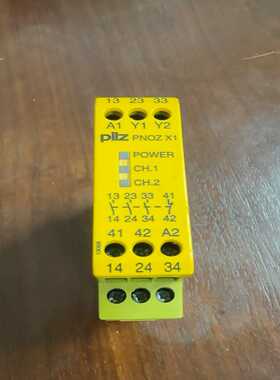 13 23 33
A1 Y1 Y2
pilz PNOZ X1
POWER
CH.1
CH.2
13 23 33 41
14 24 34 42
41 42 A2
14 24 34